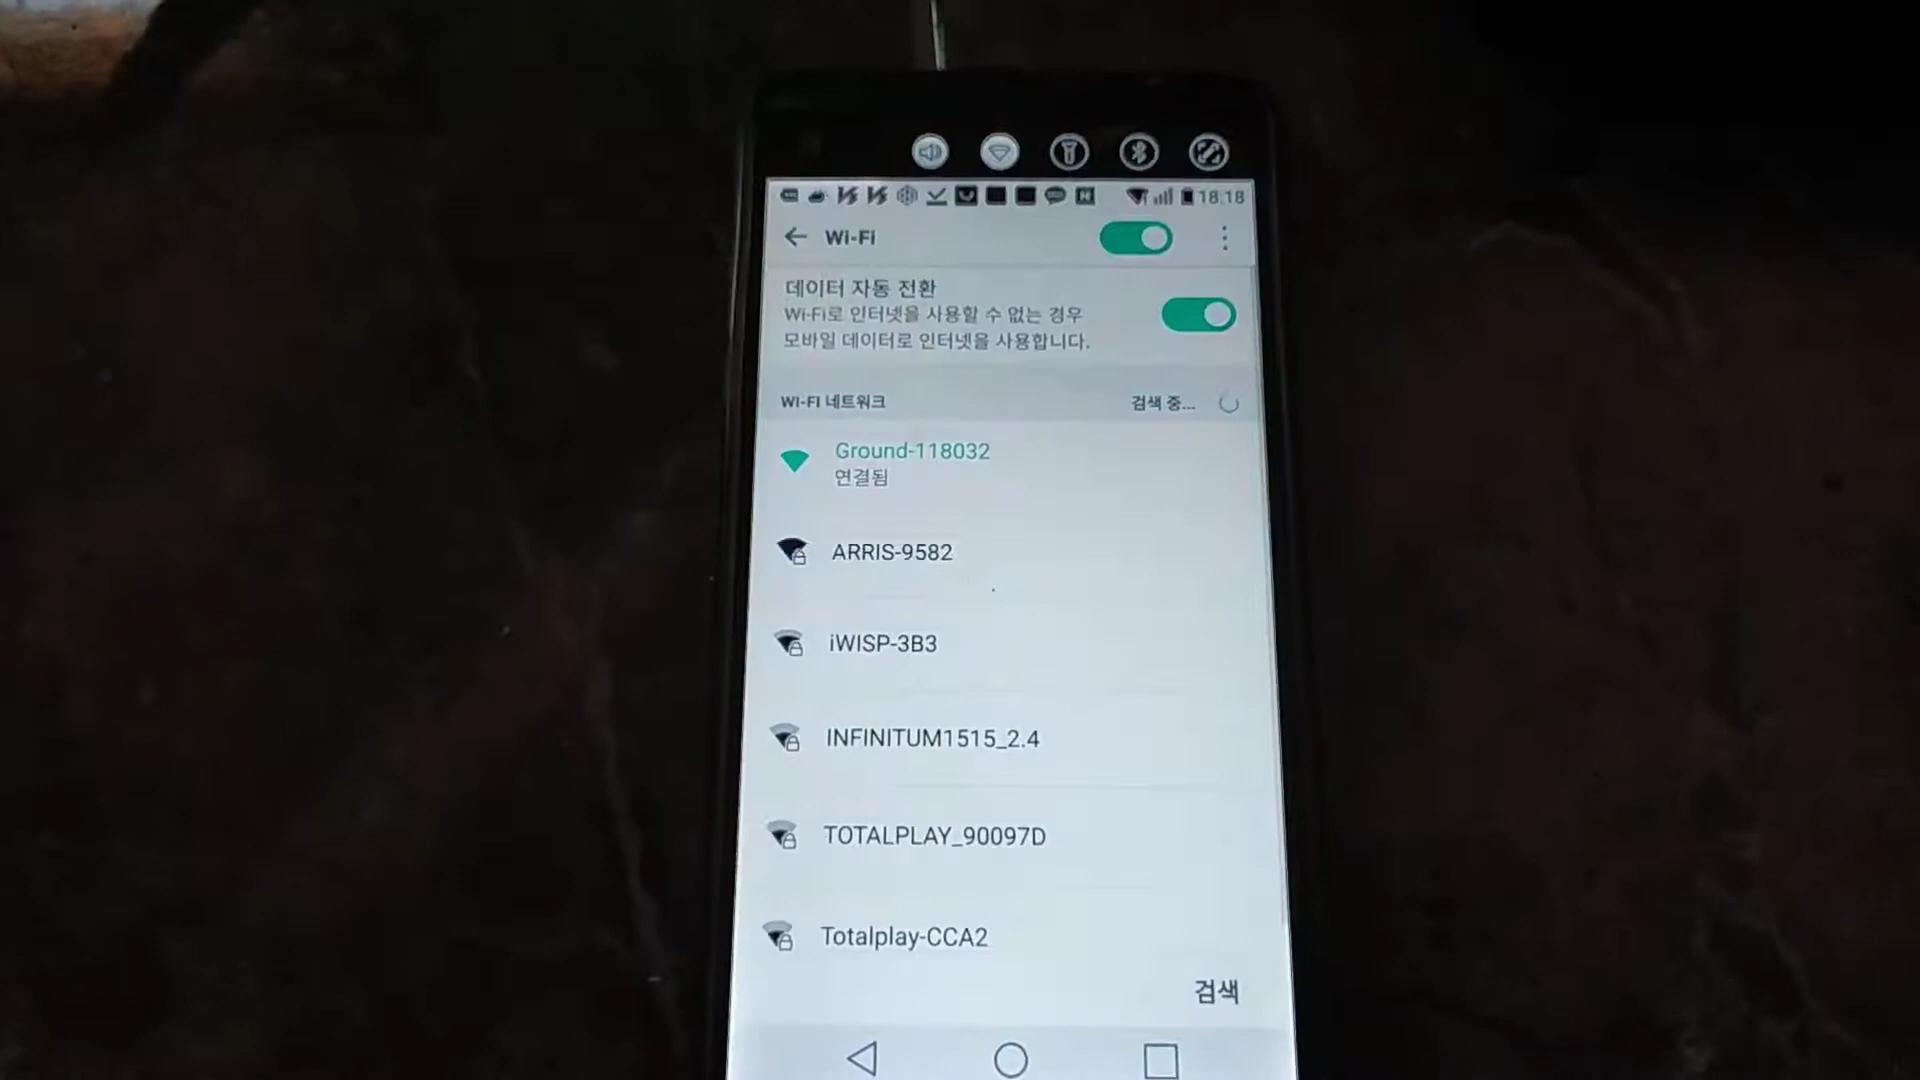 18:18
Wi-Fi
데이터 자동 전환
Wi-Fi로 인터넷을 사용할 수 없는 경우
모바일 데이터로 인터넷을 사용합니다.
WI-FI 네트워크 검색 중...
Ground-118032
연결됨
ARRIS-9582
iWISP-3B3
INFINITUM1515_2.4
TOTALPLAY_90097D
Totalplay-CCA2
검색